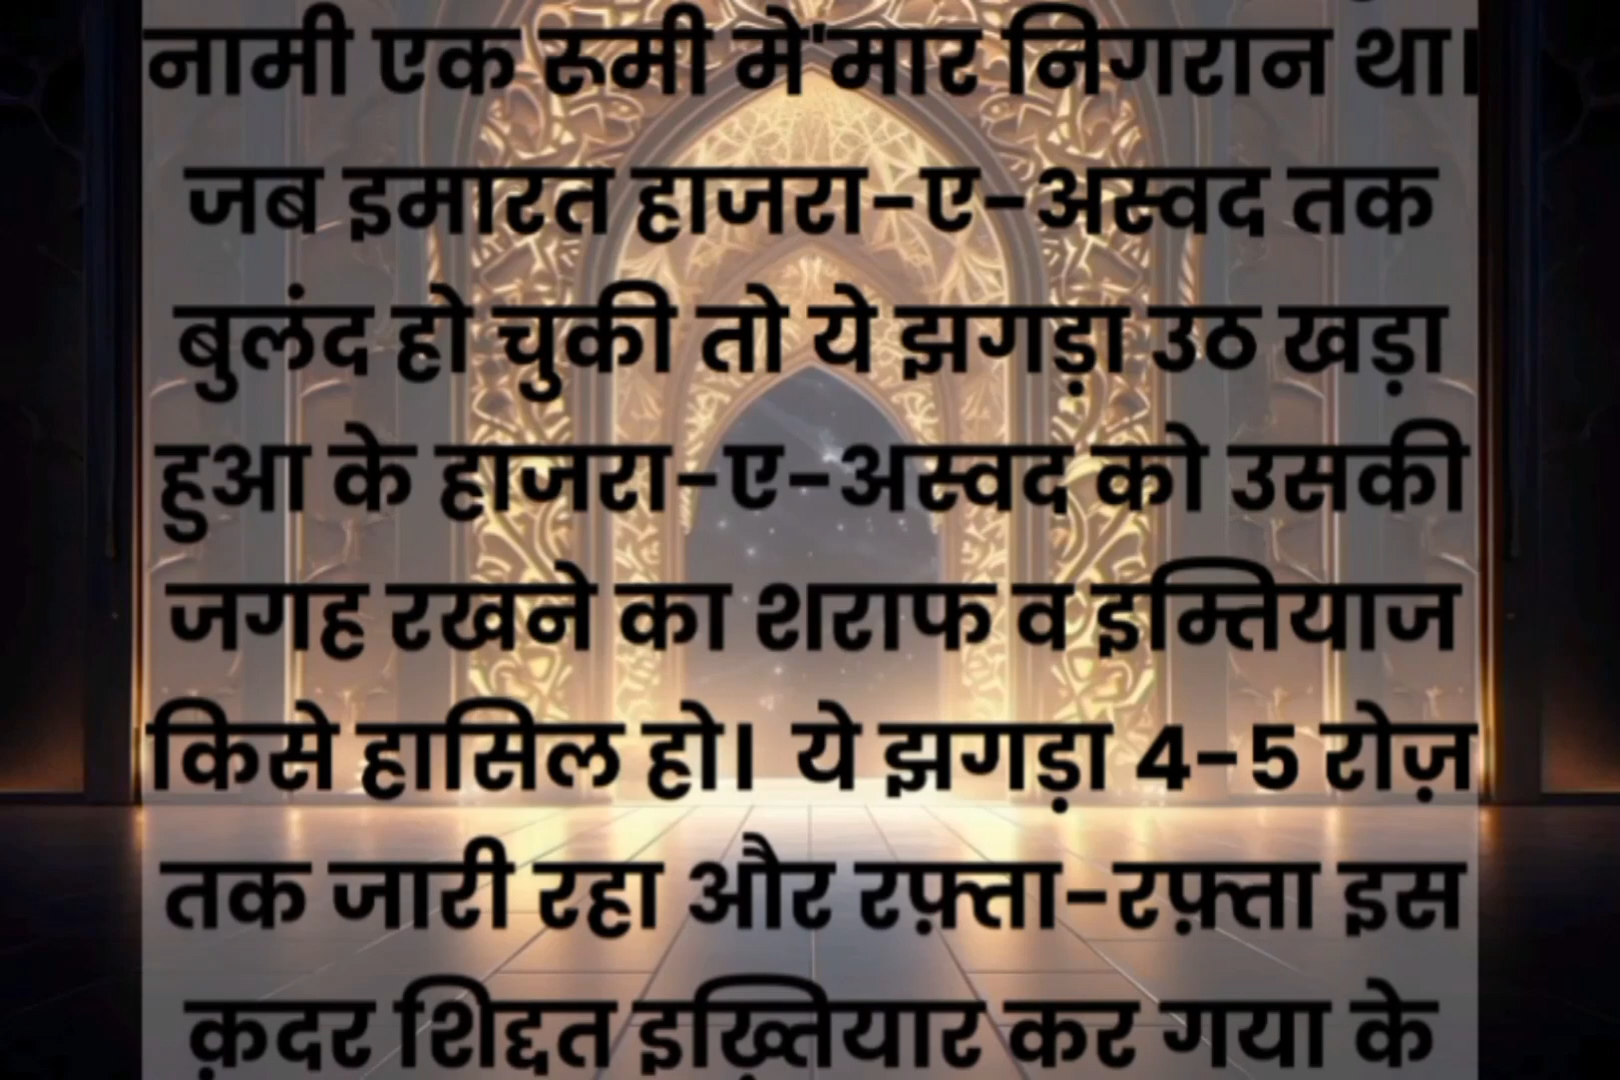 नामी एक रूमी मे'मार निगरान था।
जब इमारत हाजरा-ए-अस्वद तक
बुलंद हो चुकी तो ये झगड़ा उठ खड़ा
हुआ के हाजरा-ए-अस्वद को उसकी
जगह रखने का शराफ व इम्तियाज
किसे हासिल हो। ये झगड़ा 4-5 रोज़
तक जारी रहा और रफ़्ता-रफ़्ता इस
क़दर शिद्दत इख़्तियार कर गया के